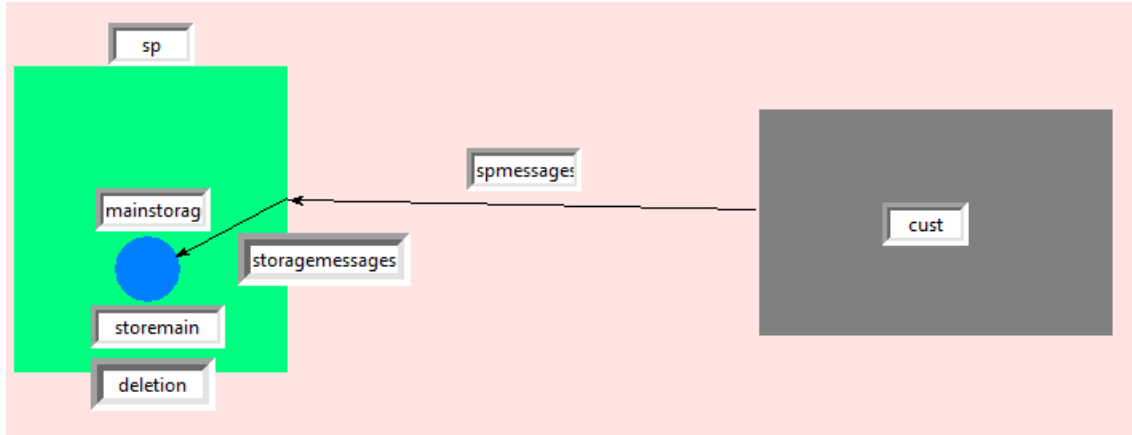 sp
spmessages
mainstorag
cust
storagemessages
storemain
deletion